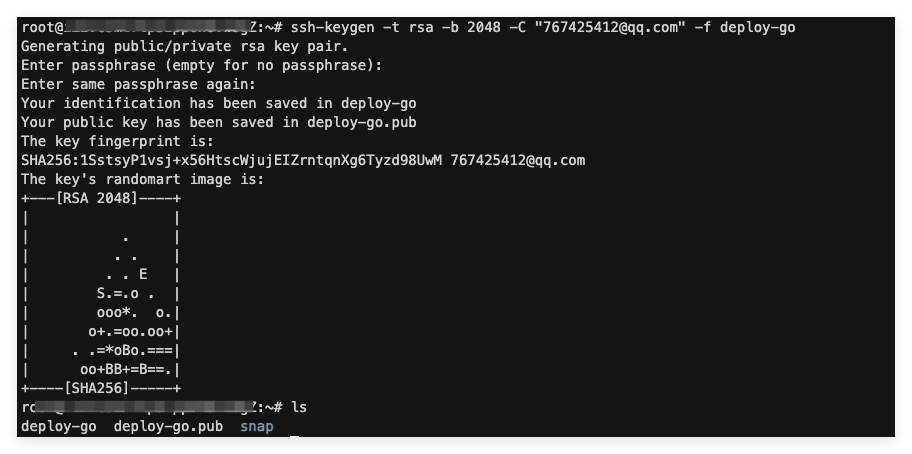 root@ Z:~# ssh-keygen -t rsa -b 2048 -C "767425412@qq.com" -f deploy-go
Generating public/private rsa key pair.
Enter passphrase (empty for no passphrase):
Enter same passphrase again:
Your identification has been saved in deploy-go
Your public key has been saved in deploy-go.pub
The key fingerprint is:
SHA256:1SstsyP1vsj+x56HtscWjujEIZrntqnXg6Tyzd98UwM 767425412@qq.com
The key's randomart image is:
+---[RSA 2048]----+
|                 |
|           .     |
|          . .    |
|         . . E   |
|        S.=.o .  |
|        ooo*.  o.|
|       o+.=oo.oo+|
|     . .=*oBo.===|
|      oo+BB+=B==.|
+----[SHA256]-----+
Z:~# ls
deploy-go  deploy-go.pub  snap